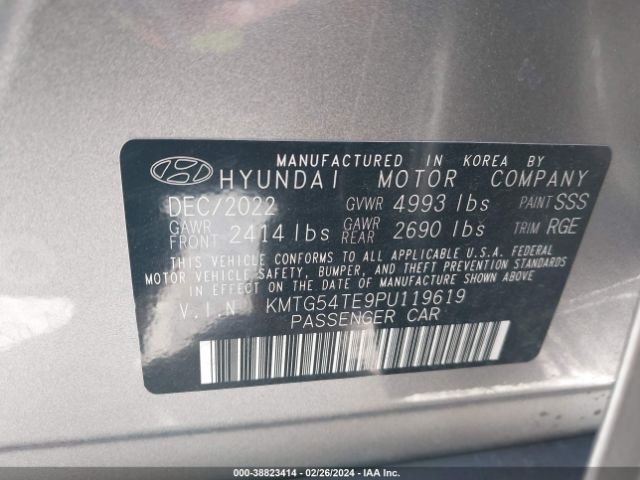 MANUFACTURED IN KOREA BY
HYUNDAI MOTOR COMPANY
DEC/2022 GVWR 4993 lbs PAINT SSS
GAWR FRONT 2414 lbs GAWR REAR 2690 lbs TRIM RGE
THIS VEHICLE CONFORMS TO ALL APPLICABLE U.S.A. FEDERAL
MOTOR VEHICLE SAFETY, BUMPER, AND THEFT PREVENTION
STANDARDS IN EFFECT ON THE DATE OF
MANUFACTURE SHOWN ABOVE.
V.I.N. KMTG54TE9PU119619
PASSENGER CAR
000-38823414 - 02/26/2024 - IAA Inc.